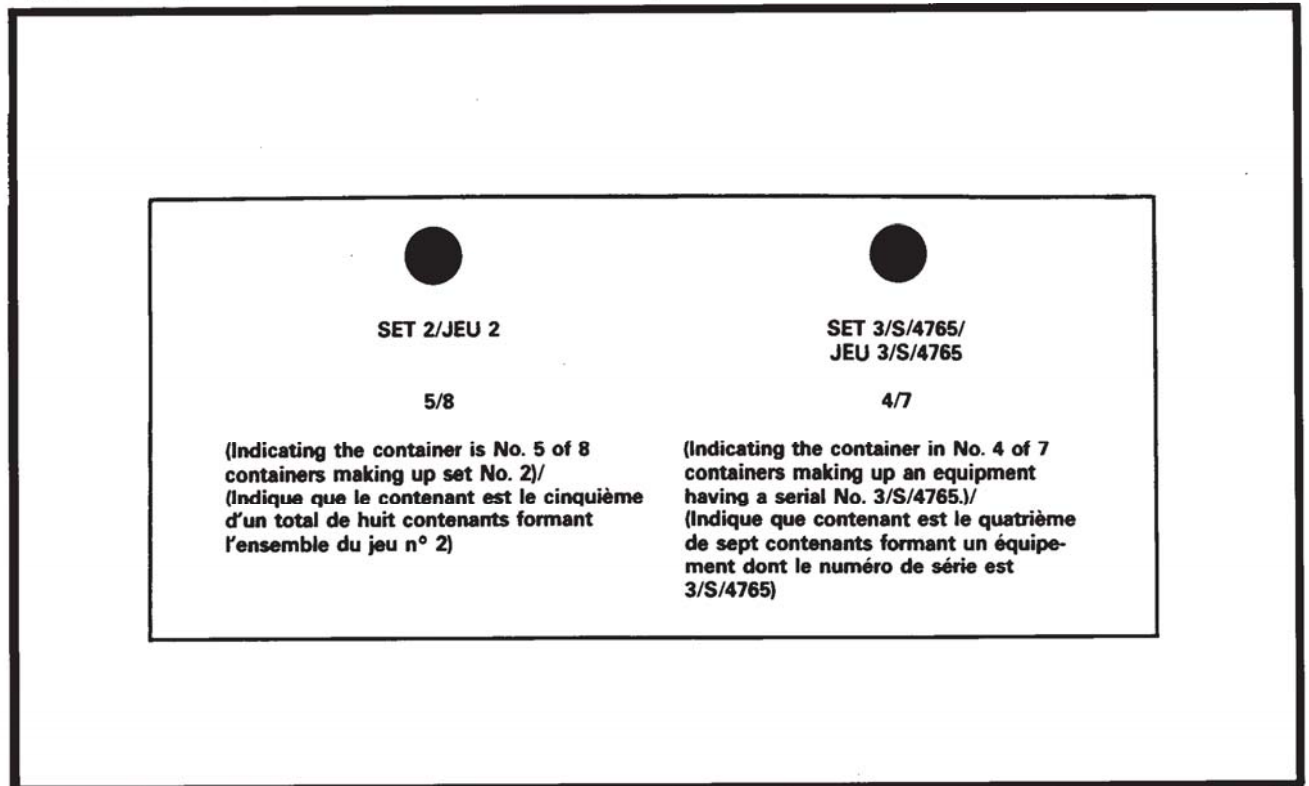 SET 2/JEU 2
5/8
(Indicating the container is No. 5 of 8
containers making up set No. 2)/
(Indique que le contenant est le cinquième
d'un total de huit contenants formant
l'ensemble du jeu n° 2)
SET 3/S/4765/
JEU 3/S/4765
4/7
(Indicating the container in No. 4 of 7
containers making up an equipment
having a serial No. 3/S/4765.)/
(Indique que contenant est le quatrième
de sept contenants formant un équipe-
ment dont le numéro de série est
3/S/4765)